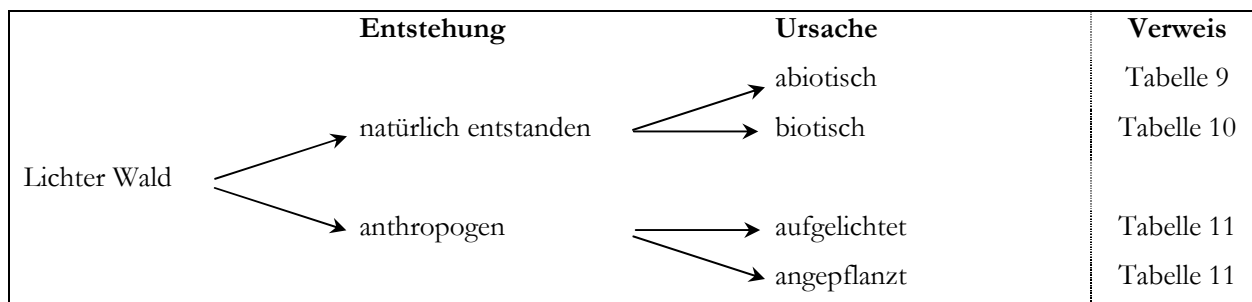 Entstehung Ursache Verweis
abiotisch Tabelle 9
natürlich entstanden biotisch Tabelle 10
Lichter Wald
anthropogen aufgelichtet Tabelle 11
angepflanzt Tabelle 11